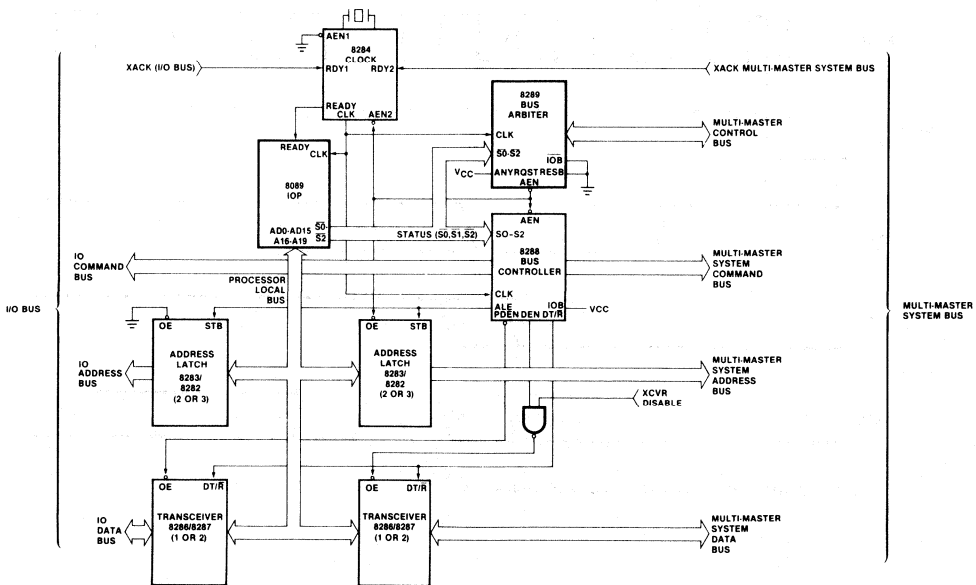 AEN1
8284
CLOCK
XACK (I/O BUS)
RDY1
RDY2
XACK MULTI-MASTER SYSTEM BUS
READY
CLK
AEN2
8289
BUS
ARBITER
CLK
S0-S2
IOB
VCC
ANYRQST
RESB
AEN
MULTI-MASTER
CONTROL
BUS
READY
CLK
8089
IOP
AD0-AD15
A16-A19
S0-
S2
STATUS (S0,S1,S2)
AEN
SO-S2
8288
BUS
CONTROLLER
CLK
ALE
IOB
PDEN DEN DT/R
VCC
IO
COMMAND
BUS
PROCESSOR
LOCAL
BUS
MULTI-MASTER
SYSTEM
COMMAND
BUS
I/O BUS
MULTI-MASTER
SYSTEM BUS
OE
STB
ADDRESS
LATCH
8283/
8282
(2 OR 3)
OE
STB
ADDRESS
LATCH
8283/
8282
(2 OR 3)
IO
ADDRESS
BUS
MULTI-MASTER
SYSTEM
ADDRESS
BUS
XCVR
DISABLE
OE
DT/R
TRANSCEIVER
8286/8287
(1 OR 2)
OE
DT/R
TRANSCEIVER
8286/8287
(1 OR 2)
IO
DATA
BUS
MULTI-MASTER
SYSTEM
DATA
BUS